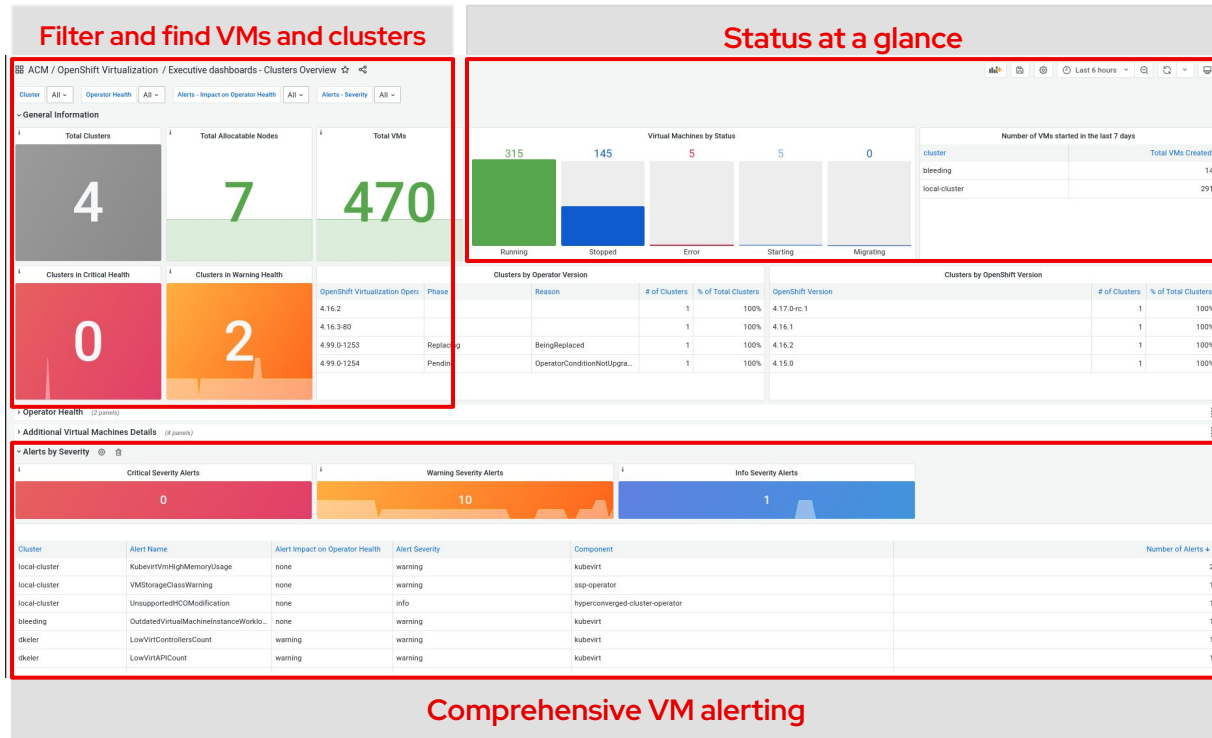 Filter and find VMs and clusters
Status at a glance
ACM / OpenShift Virtualization / Executive dashboards - Clusters Overview
Last 6 hours
Cluster All Operator Health All Alerts - Impact on Operator Health All Alerts - Severity All
General Information
Total Clusters
4
Total Allocatable Nodes
7
Total VMs
470
Virtual Machines by Status
315 145 5 5 0
Running Stopped Error Starting Migrating
Number of VMs started in the last 7 days
cluster Total VMs Created
bleeding 14
local-cluster 291
Clusters in Critical Health
0
Clusters in Warning Health
2
Clusters by Operator Version
OpenShift Virtualization Opera Phase Reason # of Clusters % of Total Clusters
4.16.2 1 100%
4.16.3-80 1 100%
4.99.0-1253 Replacing BeingReplaced 1 100%
4.99.0-1254 Pending OperatorConditionNotUpgra... 1 100%
Clusters by OpenShift Version
OpenShift Version # of Clusters % of Total Clusters
4.17.0-rc.1 1 100%
4.16.1 1 100%
4.16.2 1 100%
4.15.0 1 100%
Operator Health (2 panels)
Additional Virtual Machines Details (4 panels)
Alerts by Severity
Critical Severity Alerts
0
Warning Severity Alerts
10
Info Severity Alerts
1
Cluster Alert Name Alert Impact on Operator Health Alert Severity Component Number of Alerts
local-cluster KubevirtVmHighMemoryUsage none warning kubevirt 2
local-cluster VMStorageClassWarning none warning ssp-operator 1
local-cluster UnsupportedHCOModification none info hyperconverged-cluster-operator 1
bleeding OutdatedVirtualMachineInstanceWorklo... none warning kubevirt 1
dkeler LowVirtControllersCount warning warning kubevirt 1
dkeler LowVirtAPICount warning warning kubevirt 1
Comprehensive VM alerting